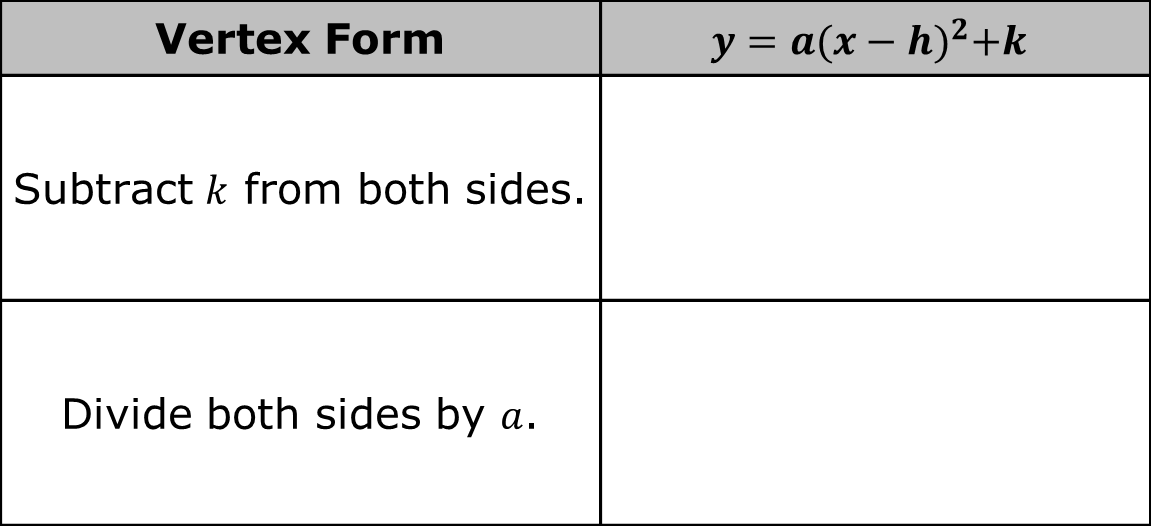 Vertex Form
y = a(x − h)²+k
Subtract k from both sides.
Divide both sides by a.